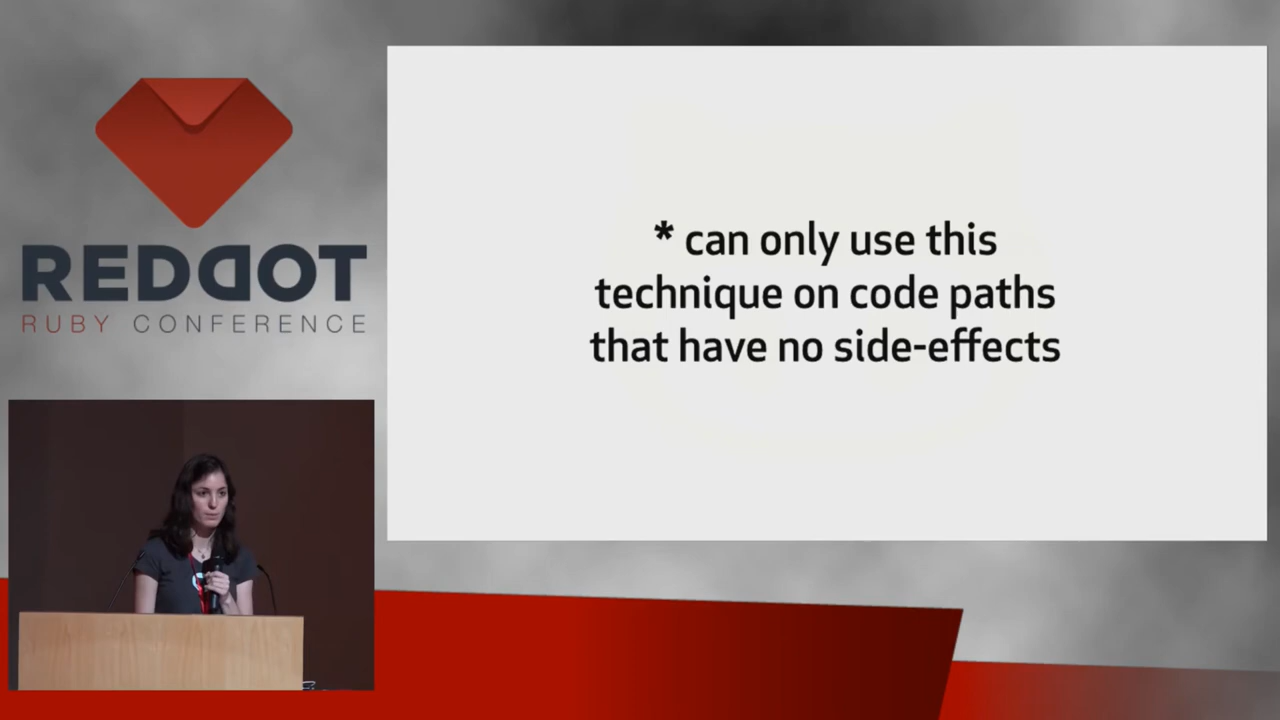 REDDOT
RUBY CONFERENCE
* can only use this
technique on code paths
that have no side-effects